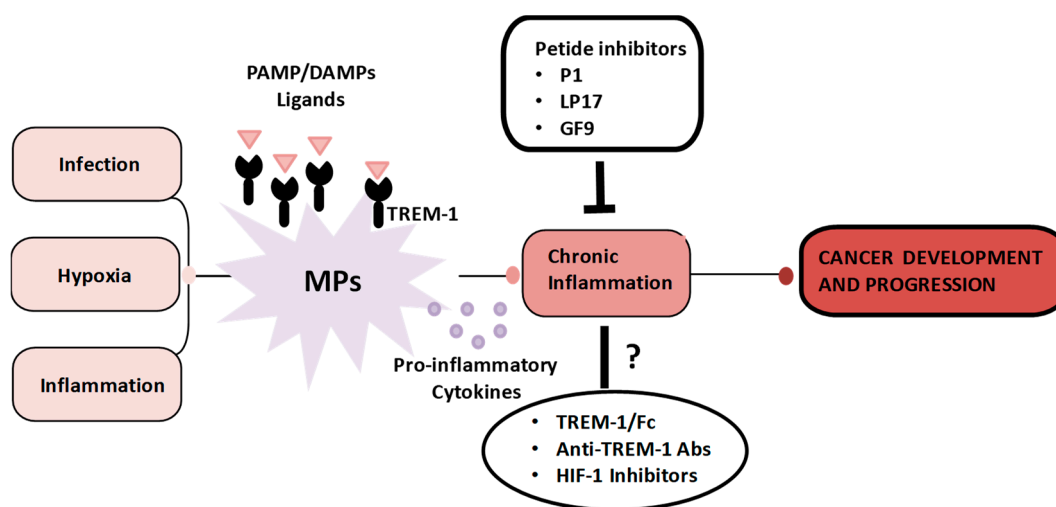 Petide inhibitors
• P1
• LP17
• GF9
PAMP/DAMPs
Ligands
Infection
TREM-1
Hypoxia
MPs
Chronic
Inflammation
CANCER DEVELOPMENT
AND PROGRESSION
Inflammation
Pro-inflammatory
Cytokines
?
• TREM-1/Fc
• Anti-TREM-1 Abs
• HIF-1 Inhibitors